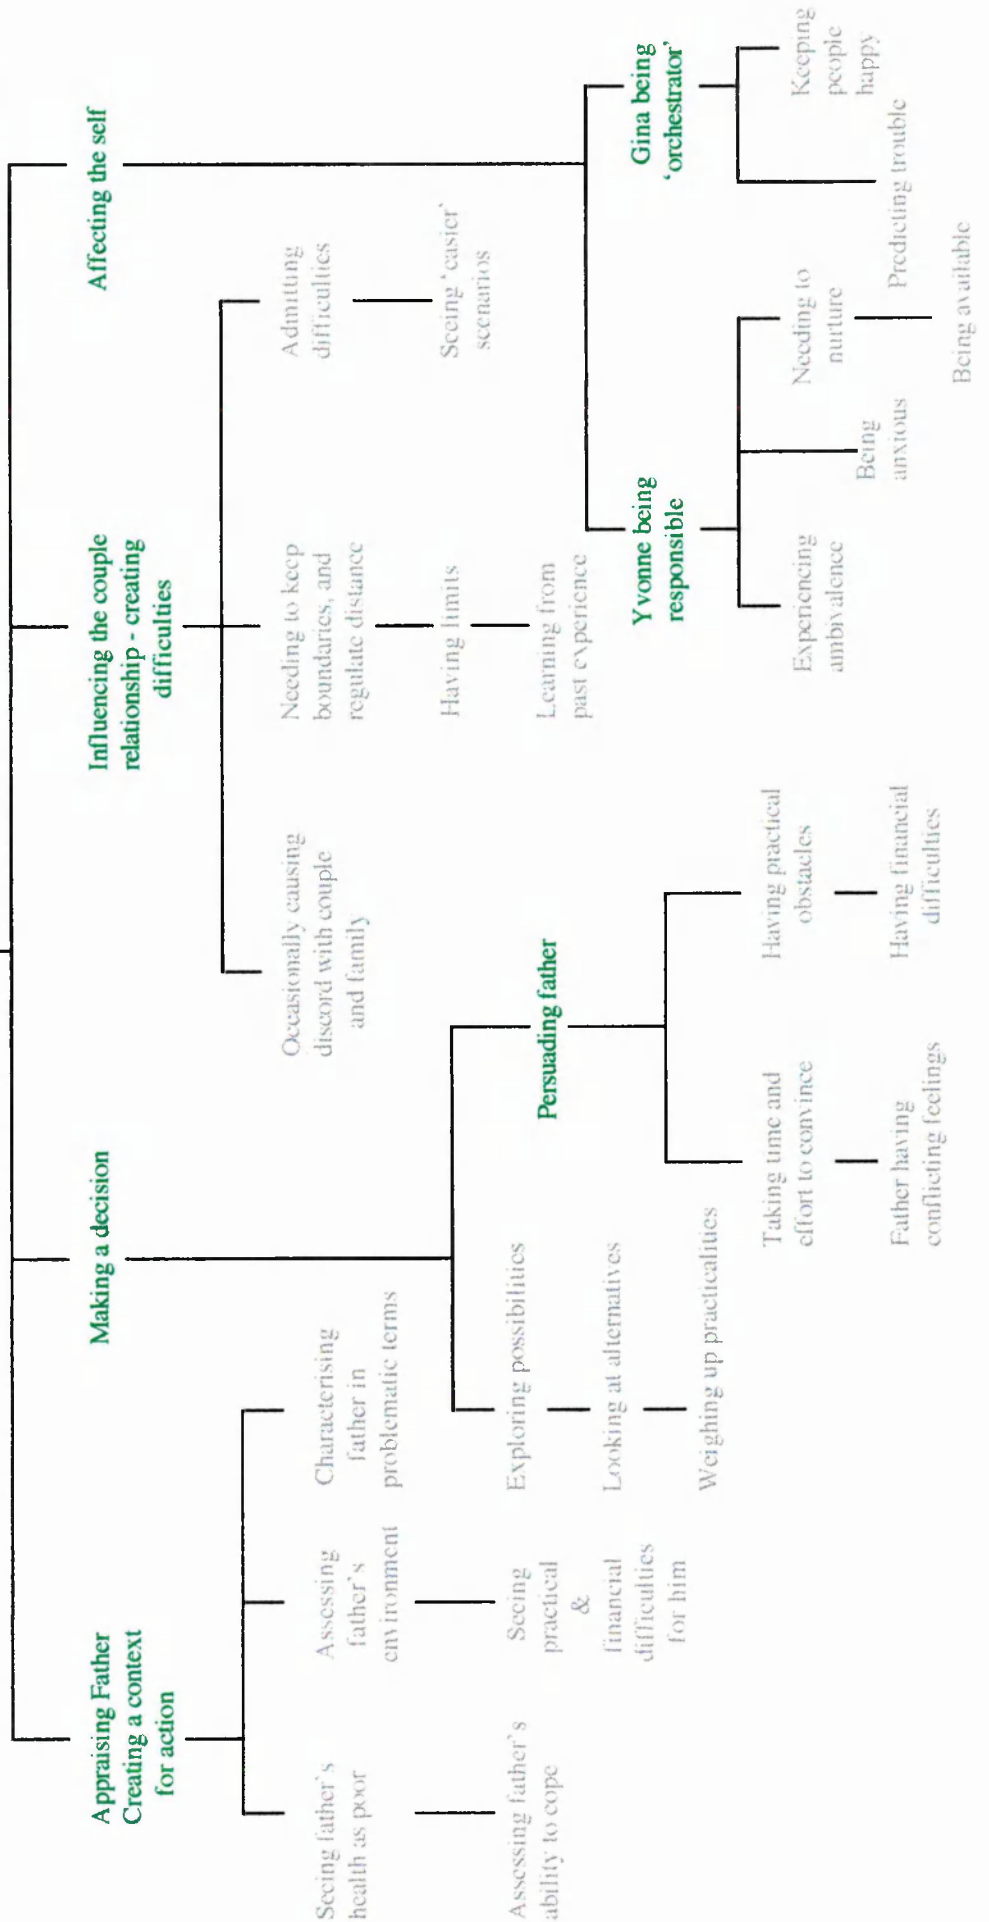 Appraising Father
Creating a context
for action
Seeing father's
health as poor
Assessing father's
ability to cope
Assessing
father's
environment
Seeing
practical
&
financial
difficulties
for him
Characterising
father in
problematic terms
Making a decision
Exploring possibilities
Looking at alternatives
Weighing up practicalities
Persuading father
Taking time and
effort to convince
Father having
conflicting feelings
Having practical
obstacles
Having financial
difficulties
Influencing the couple
relationship - creating
difficulties
Occasionally causing
discord with couple
and family
Needing to keep
boundaries, and
regulate distance
Having limits
Learning from
past experience
Admitting
difficulties
Seeing 'easier'
scenarios
Affecting the self
Yvonne being
responsible
Experiencing
ambivalence
Being
anxious
Needing to
nurture
Being available
Gina being
'orchestrator'
Predicting trouble
Keeping
people
happy